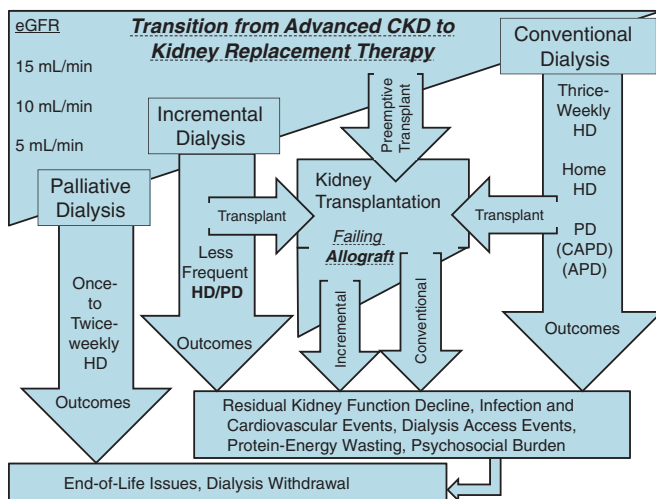 eGFR
Transition from Advanced CKD to
Kidney Replacement Therapy
15 mL/min
10 mL/min
5 mL/min
Conventional
Dialysis
Incremental
Dialysis
Palliative
Dialysis
Preemptive
Transplant
Thrice-
Weekly
HD
Home
HD
PD
(CAPD)
(APD)
Outcomes
Kidney
Transplantation
Transplant
Transplant
Failing
Allograft
Less
Frequent
HD/PD
Outcomes
Once-
to
Twice-
weekly
HD
Outcomes
Incremental
Conventional
Residual Kidney Function Decline, Infection and
Cardiovascular Events, Dialysis Access Events,
Protein-Energy Wasting, Psychosocial Burden
End-of-Life Issues, Dialysis Withdrawal